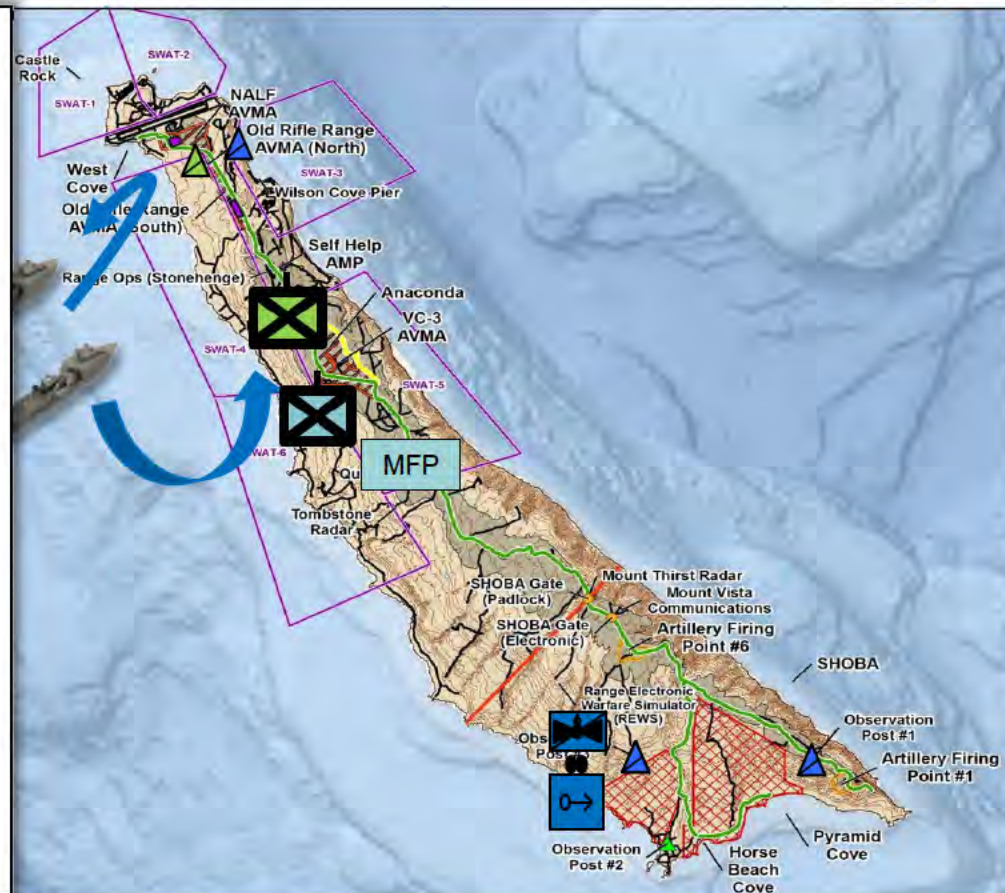 Castle
Rock
SWAT-2
SWAT-1
NALF
AVMA
Old Rifle Range
AVMA (North)
West
Cove
SWAT-3
Wilson Cove Pier
Old Rifle Range
AVMA (South)
Self Help
AMP
Range Ops (Stonehenge)
Anaconda
VC-3
AVMA
SWAT-4
SWAT-5
MFP
Tombstone
Radar
SHOBA Gate
(Padlock)
Mount Thirst Radar
Mount Vista
Communications
SHOBA Gate
(Electronic)
Artillery Firing
Point #6
SHOBA
Range Electronic
Warfare Simulator
(REWS)
Observation
Post #1
Artillery Firing
Point #1
Pyramid
Cove
Observation
Post #2
Horse
Beach
Cove